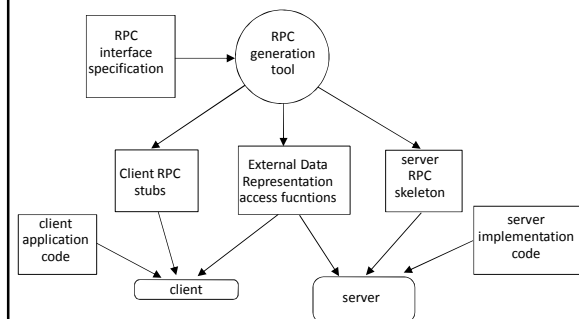 RPC
interface
specification
RPC
generation
tool
Client RPC
stubs
External Data
Representation
access fucntions
server
RPC
skeleton
client
application
code
server
implementation
code
client
server